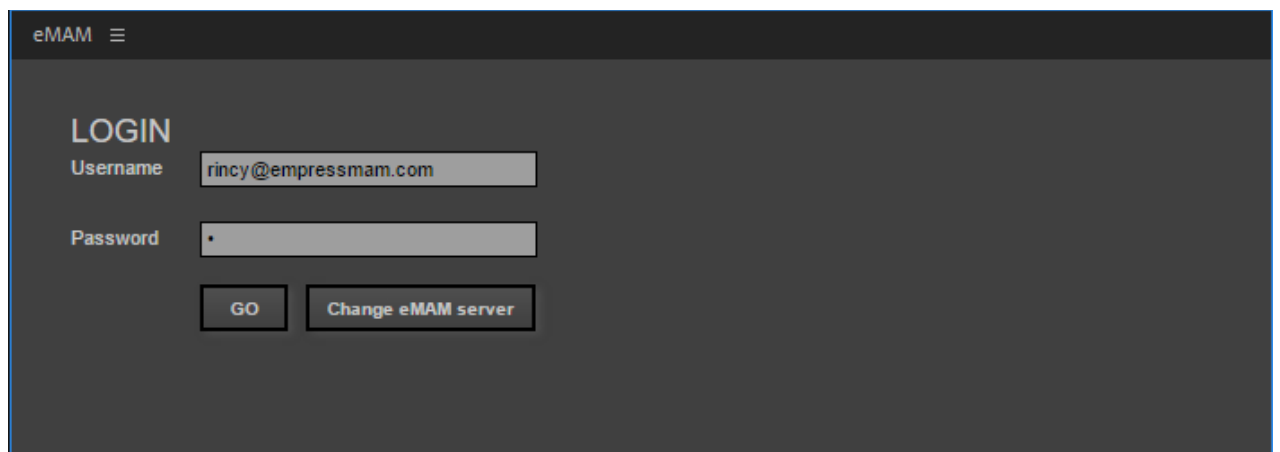 eMAM ☰
LOGIN
Username rincy@empressmam.com
Password •
GO Change eMAM server